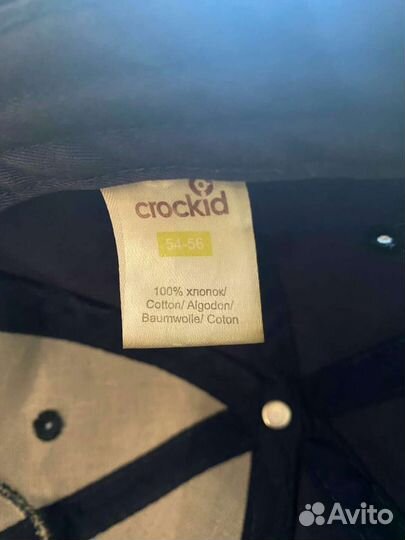 crockid
54-56
100% хлопок/
Cotton/ Algodon/
Baumwolle/ Coton
Avito